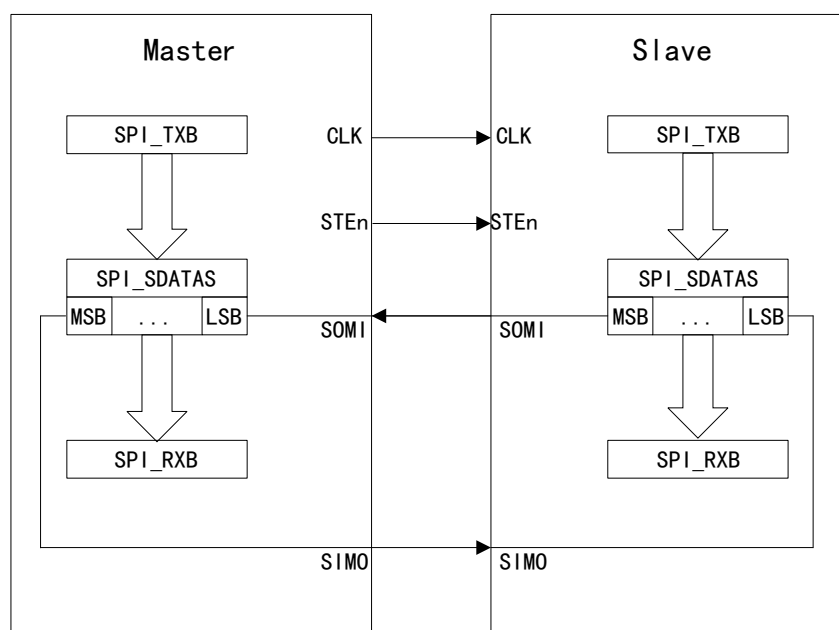 Master
SPI_TXB
CLK
STEn
SPI_SDATAS
MSB ... LSB
SOMI
SPI_RXB
SIMO
Slave
CLK
SPI_TXB
STEn
SPI_SDATAS
MSB ... LSB
SOMI
SPI_RXB
SIMO